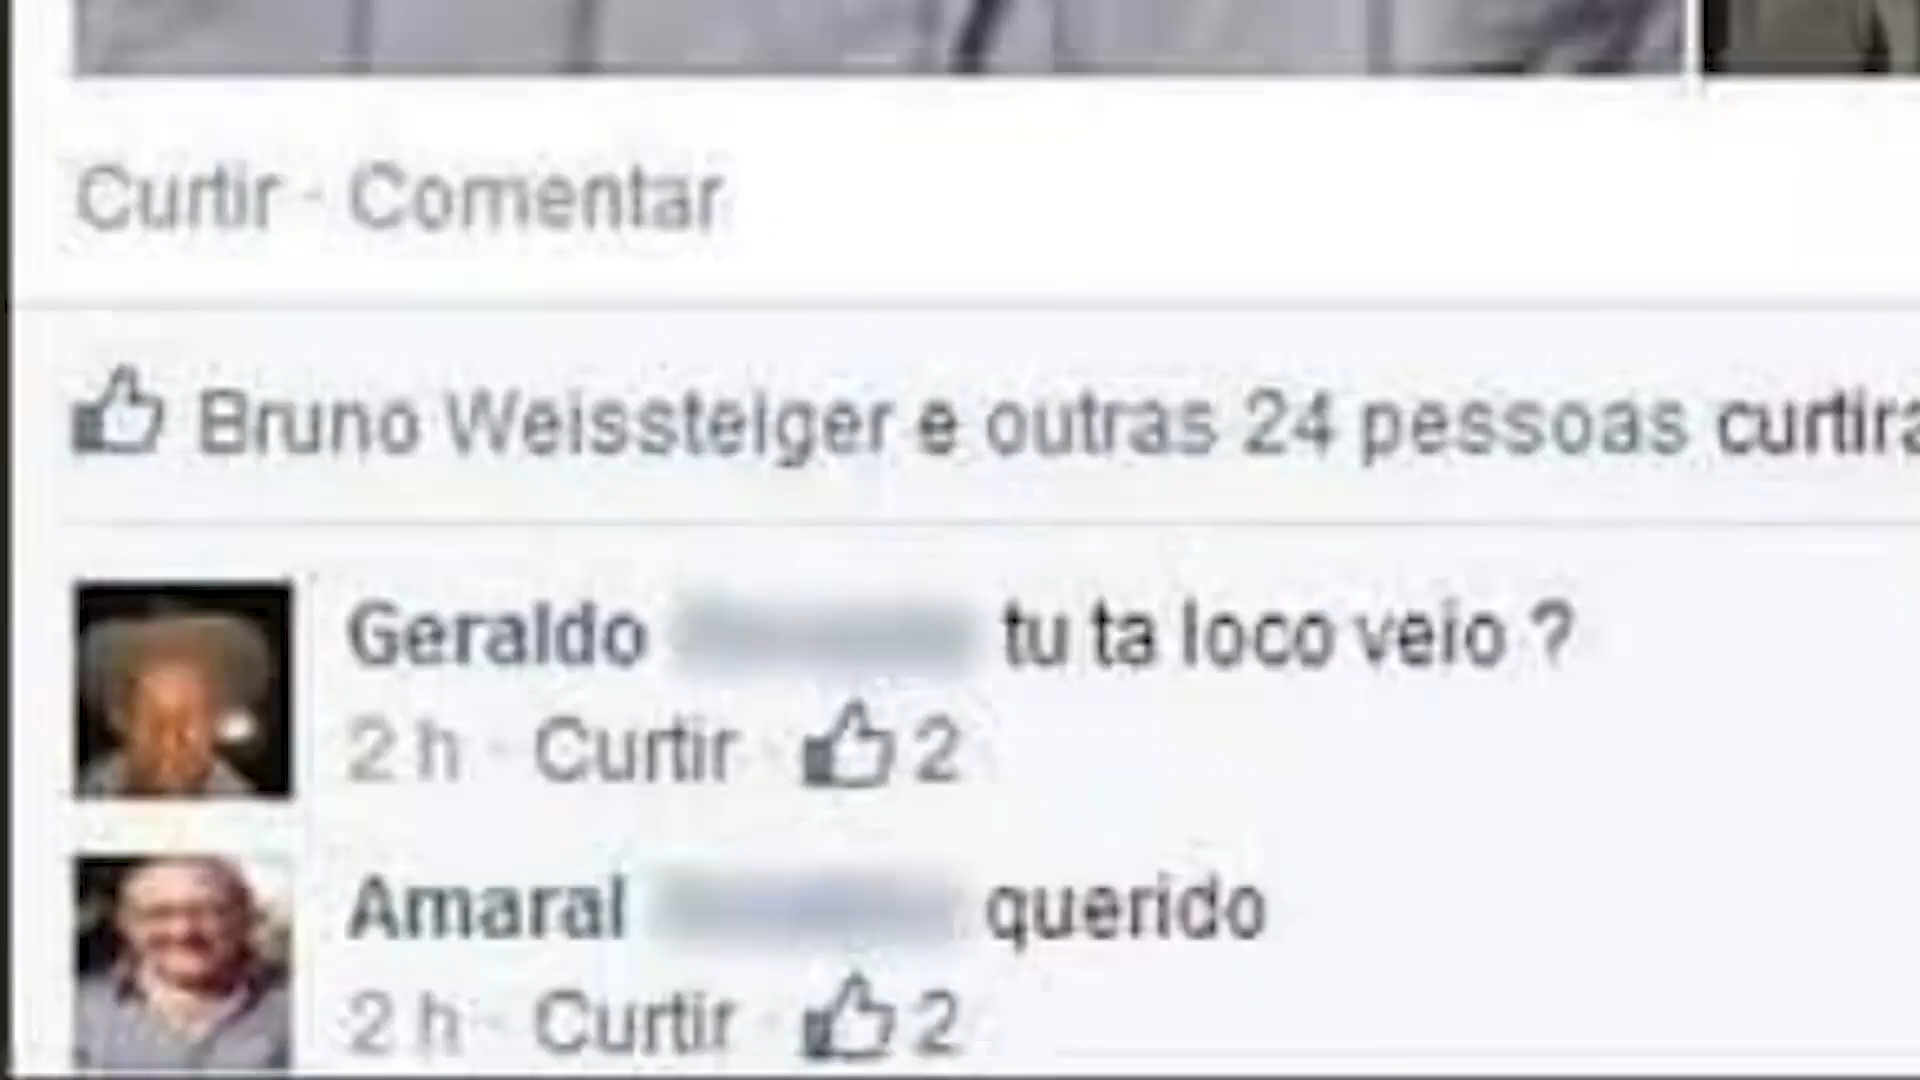 Curtir · Comentar
Bruno Weissteiger e outras 24 pessoas curtira
Geraldo tu ta loco veio ?
2 h · Curtir · 2
Amaral querido
2 h · Curtir · 2